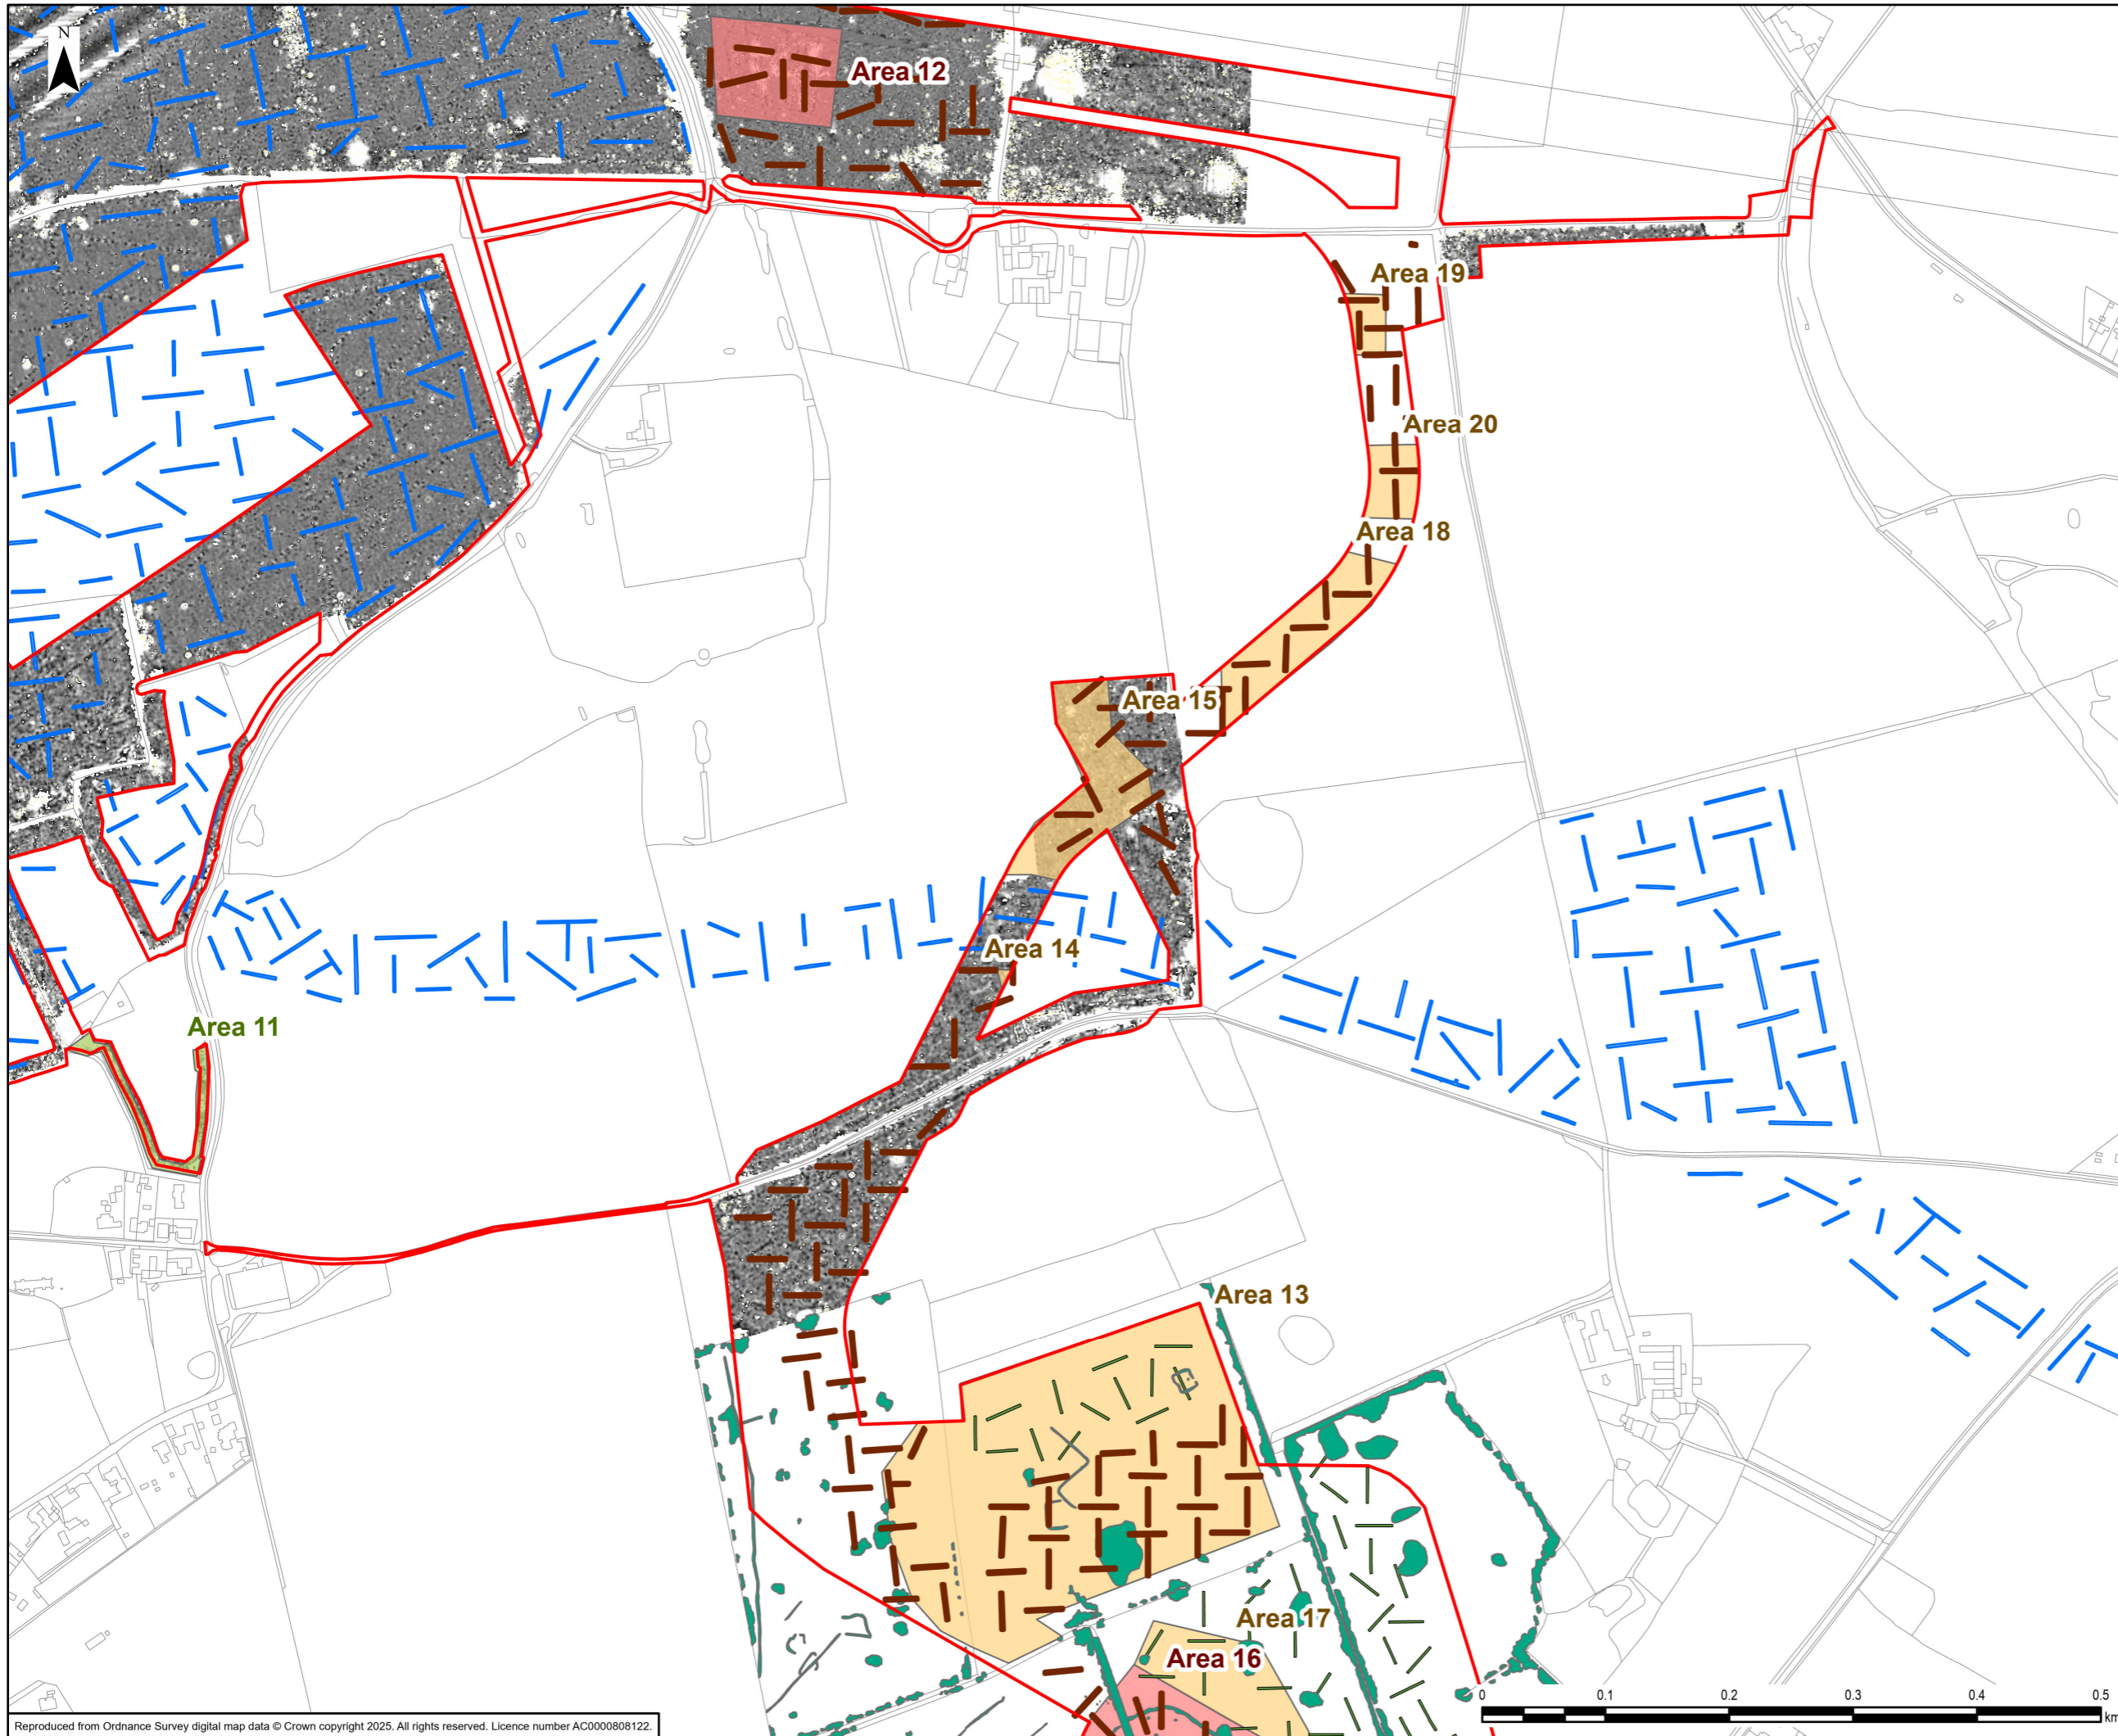 N
Area 12
Area 19
Area 20
Area 18
Area 15
Area 14
Area 11
Area 13
Area 17
Area 16
0 0.1 0.2 0.3 0.4 0.5
km
Reproduced from Ordnance Survey digital map data © Crown copyright 2025. All rights reserved. Licence number AC0000808122.